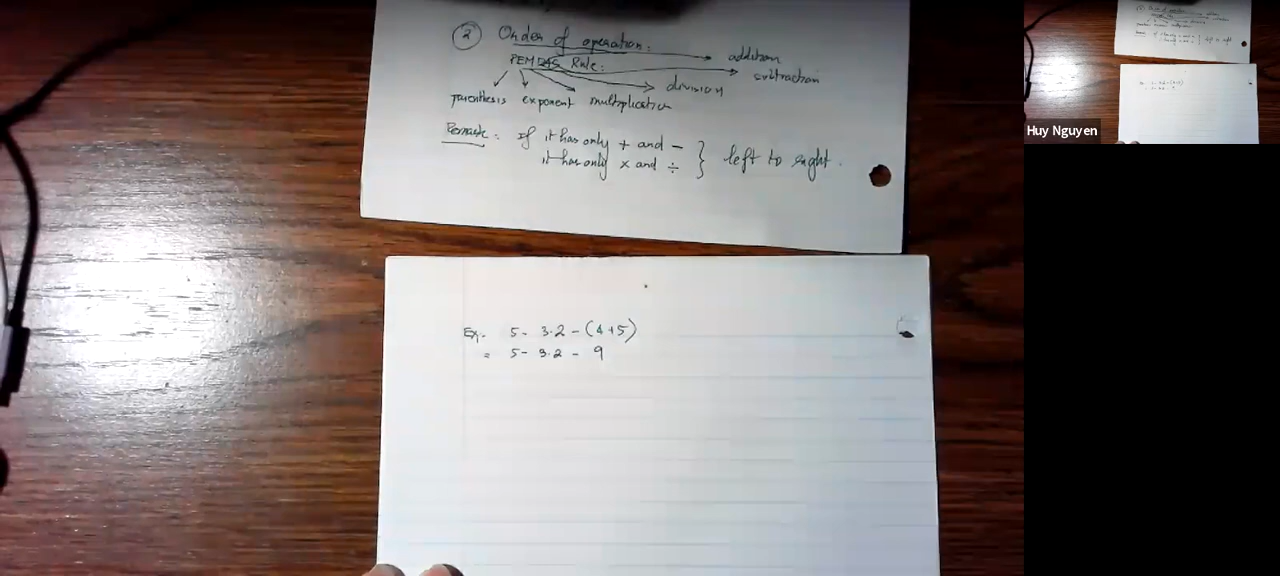 ② Order of operation:
PEMDAS Rule:
addition
subtraction
division
parenthesis exponent multiplication
Remark: If it has only + and -
it has only × and ÷ } left to right.
Ex. 5 - 3.2 - (4+5)
= 5 - 3.2 - 9
Huy Nguyen